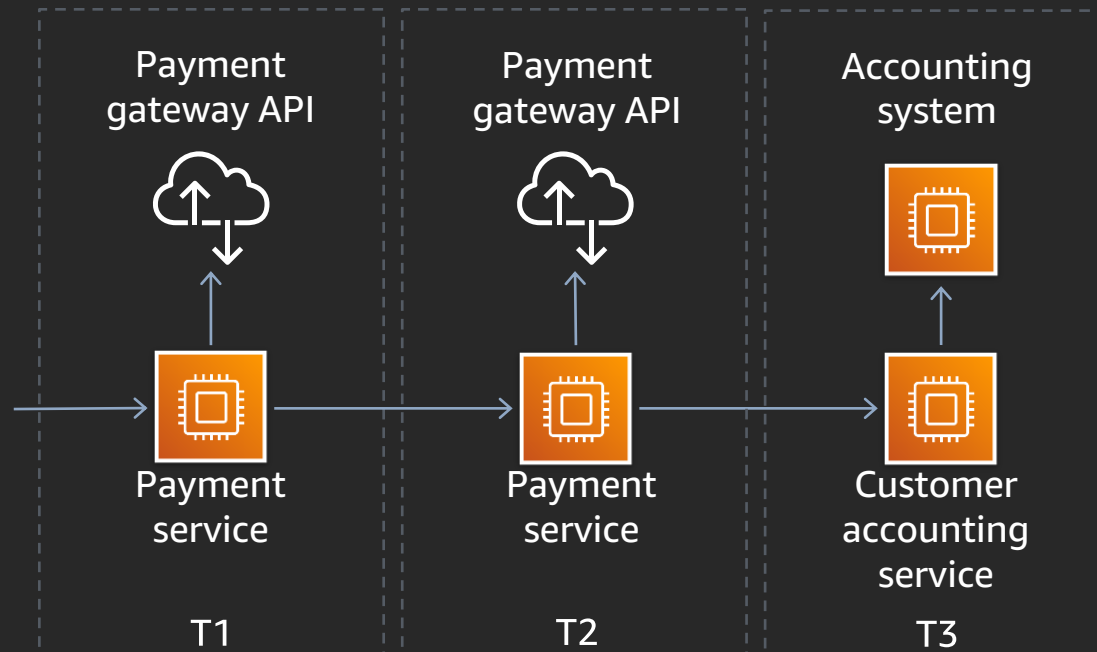 Payment
gateway API
Payment
gateway API
Accounting
system
Payment
service
Payment
service
Customer
accounting
service
T1
T2
T3